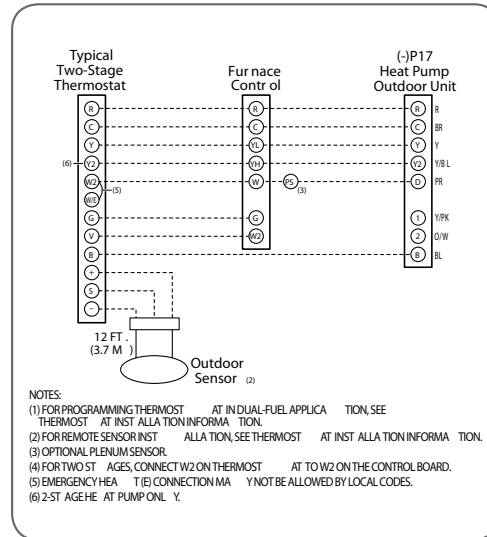 Typical
Two-Stage
Thermostat
Fur nace
Contr ol
(-)P17
Heat Pump
Outdoor Unit
R R R R
C C C BR
Y YL Y Y
(6) Y2 YH Y2 Y/B L
W2 (5) W PS (3) D PR
W/E
G G 1 Y/PK
V W2 2 O/W
B B BL
+
S
–
12 FT .
(3.7 M )
Outdoor
Sensor (2)
NOTES:
(1) FOR PROGRAMMING THERMOST AT IN DUAL-FUEL APPLICA TION, SEE
THERMOST AT INST ALLA TION INFORMA TION.
(2) FOR REMOTE SENSOR INST ALLA TION, SEE THERMOST AT INST ALLA TION INFORMA TION.
(3) OPTIONAL PLENUM SENSOR.
(4) FOR TWO ST AGES, CONNECT W2 ON THERMOST AT TO W2 ON THE CONTROL BOARD.
(5) EMERGENCY HEA T (E) CONNECTION MA Y NOT BE ALLOWED BY LOCAL CODES.
(6) 2-ST AGE HE AT PUMP ONL Y.